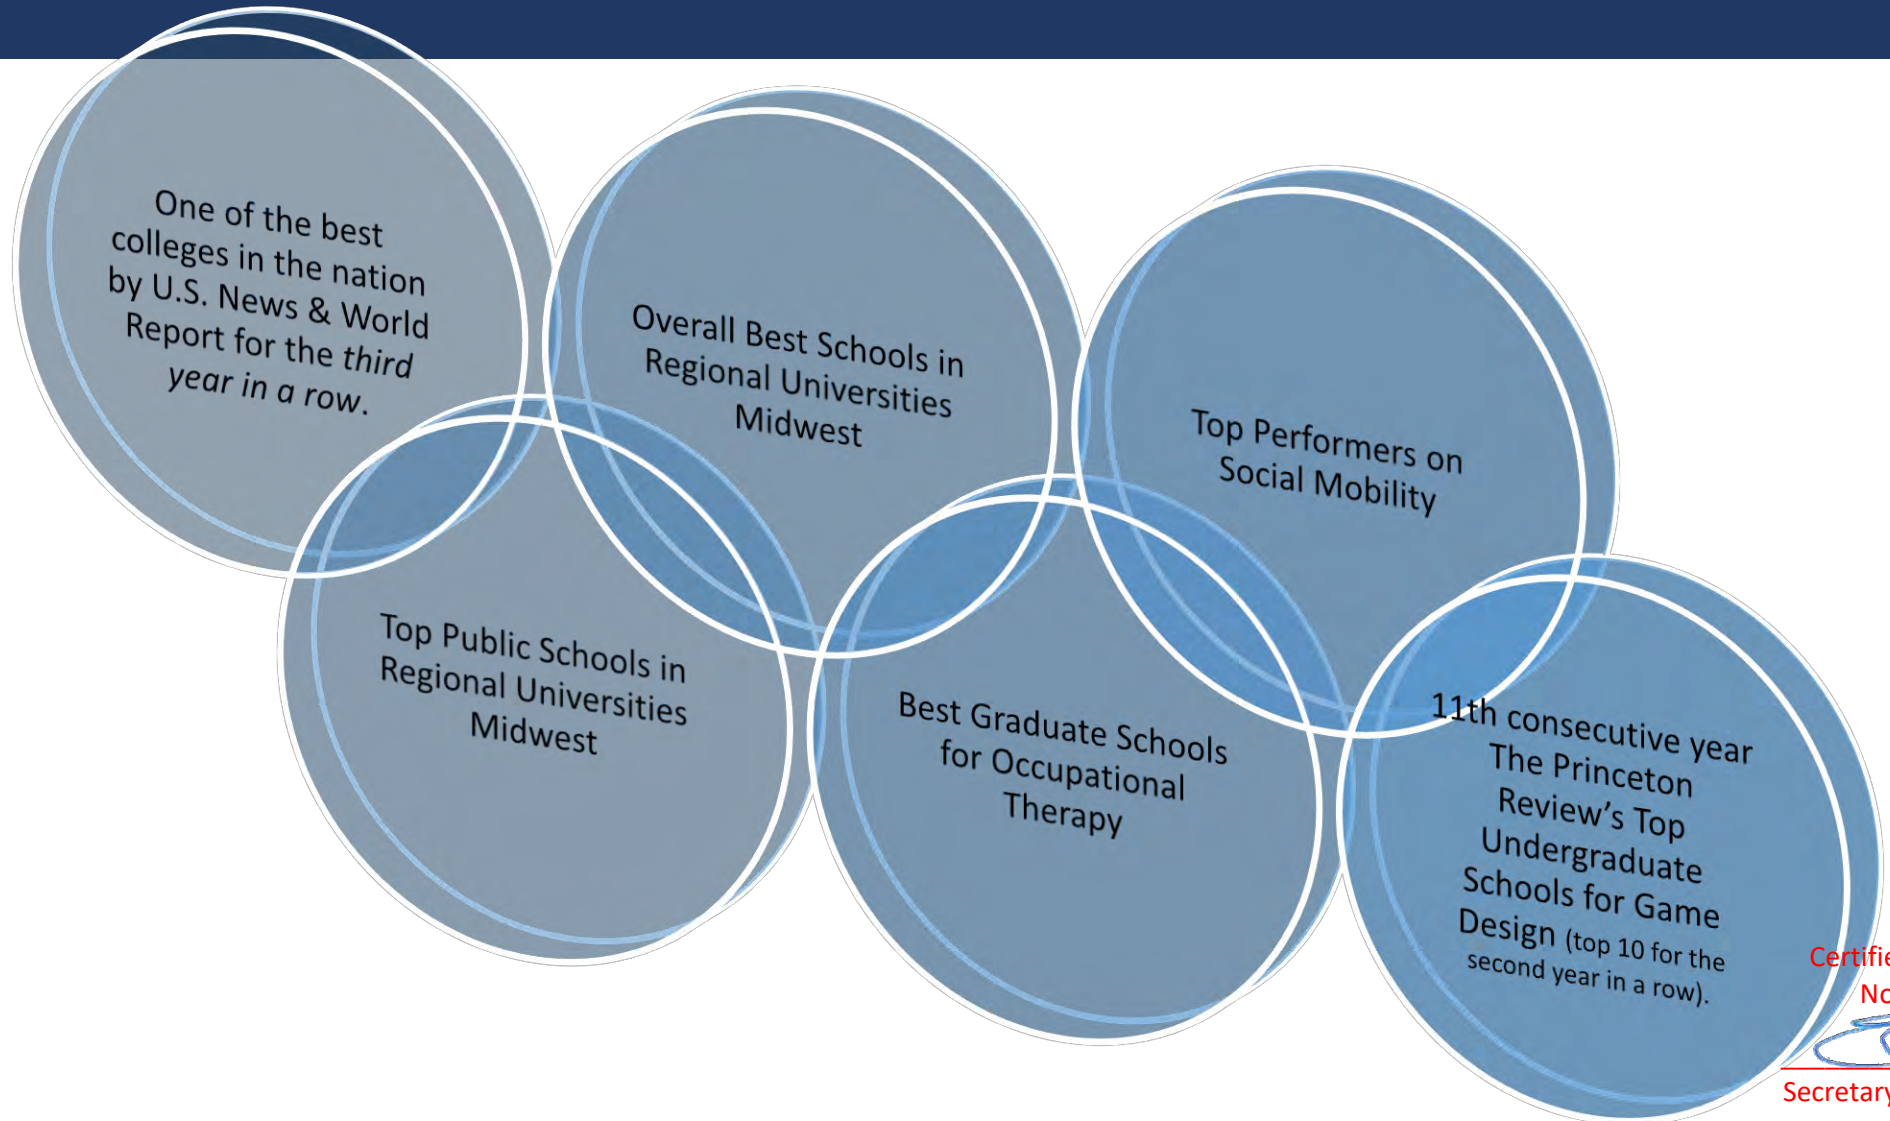 One of the best
colleges in the nation
by U.S. News & World
Report for the third
year in a row.
Top Public Schools in
Regional Universities
Midwest
Overall Best Schools in
Regional Universities
Midwest
Best Graduate Schools
for Occupational
Therapy
Top Performers on
Social Mobility
11th consecutive year
The Princeton
Review’s Top
Undergraduate
Schools for Game
Design (top 10 for the
second year in a row).
Secretary